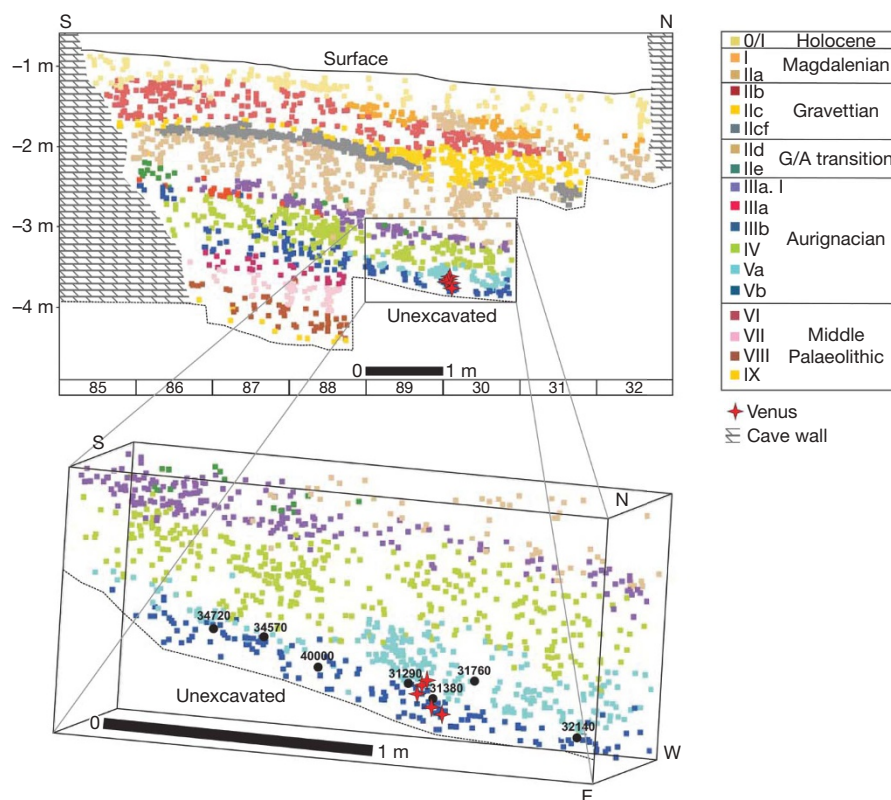 S
N
Surface
–1 m
–2 m
–3 m
–4 m
Unexcavated
0 1 m
85 86 87 88 89 30 31 32
0/I Holocene
I
IIa
Magdalenian
IIb
IIc
IIcf
Gravettian
IId
IIe
G/A transition
IIIa. I
IIIa
IIIb
IV
Va
Vb
Aurignacian
VI
VII
VIII
IX
Middle
Palaeolithic
Venus
Cave wall
S
N
34720
34570
40000
31290
31380
31760
32140
Unexcavated
0
1 m
W
E